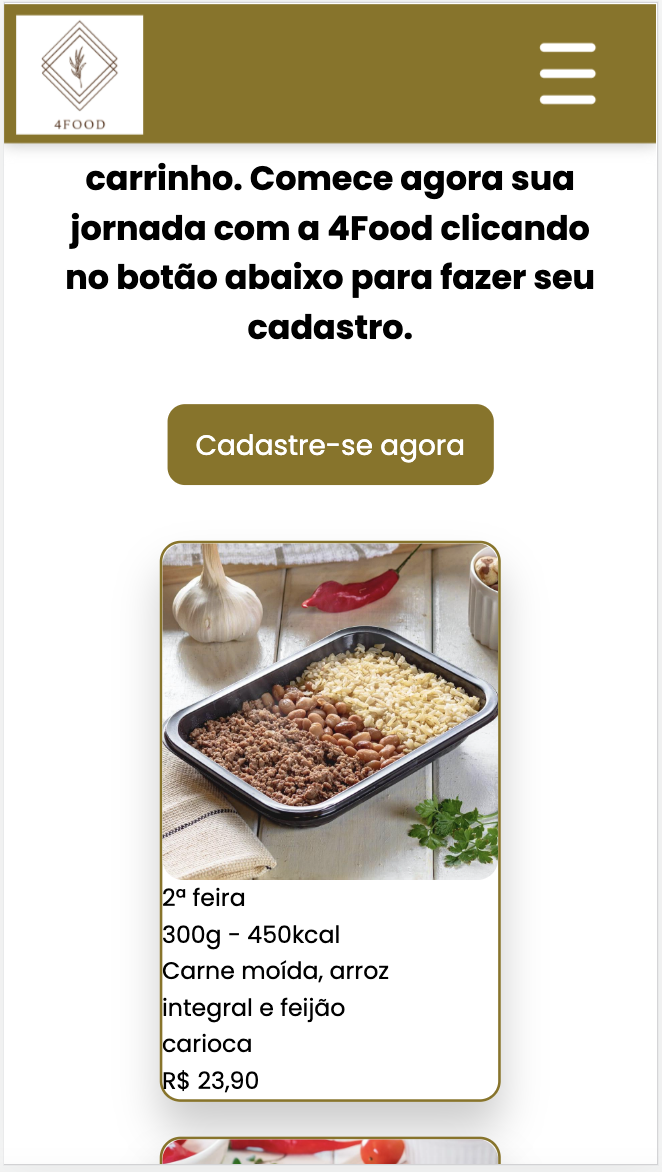 4FOOD
carrinho. Comece agora sua
jornada com a 4Food clicando
no botão abaixo para fazer seu
cadastro.
Cadastre-se agora
2ª feira
300g - 450kcal
Carne moída, arroz
integral e feijão
carioca
R$ 23,90